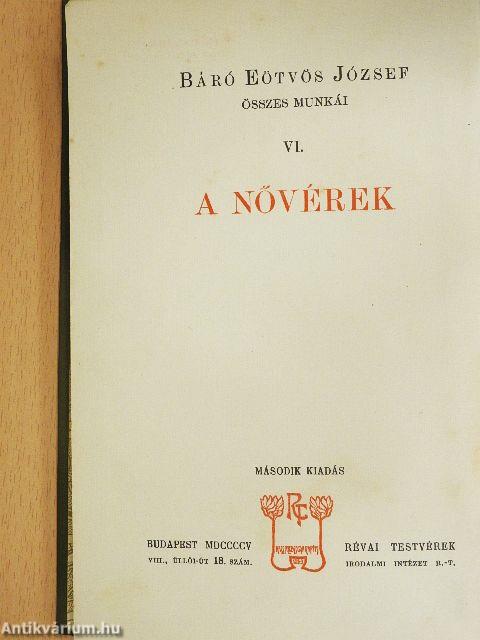 BÁRÓ EÖTVÖS JÓZSEF
ÖSSZES MUNKÁI
VI.
A NŐVÉREK
MÁSODIK KIADÁS
BUDAPEST MDCCCCV
VIII., ÜLLŐI-ÚT 18. SZÁM.
RÉVAI TESTVÉREK
IRODALMI INTÉZET R.-T.
Antikvárium.hu